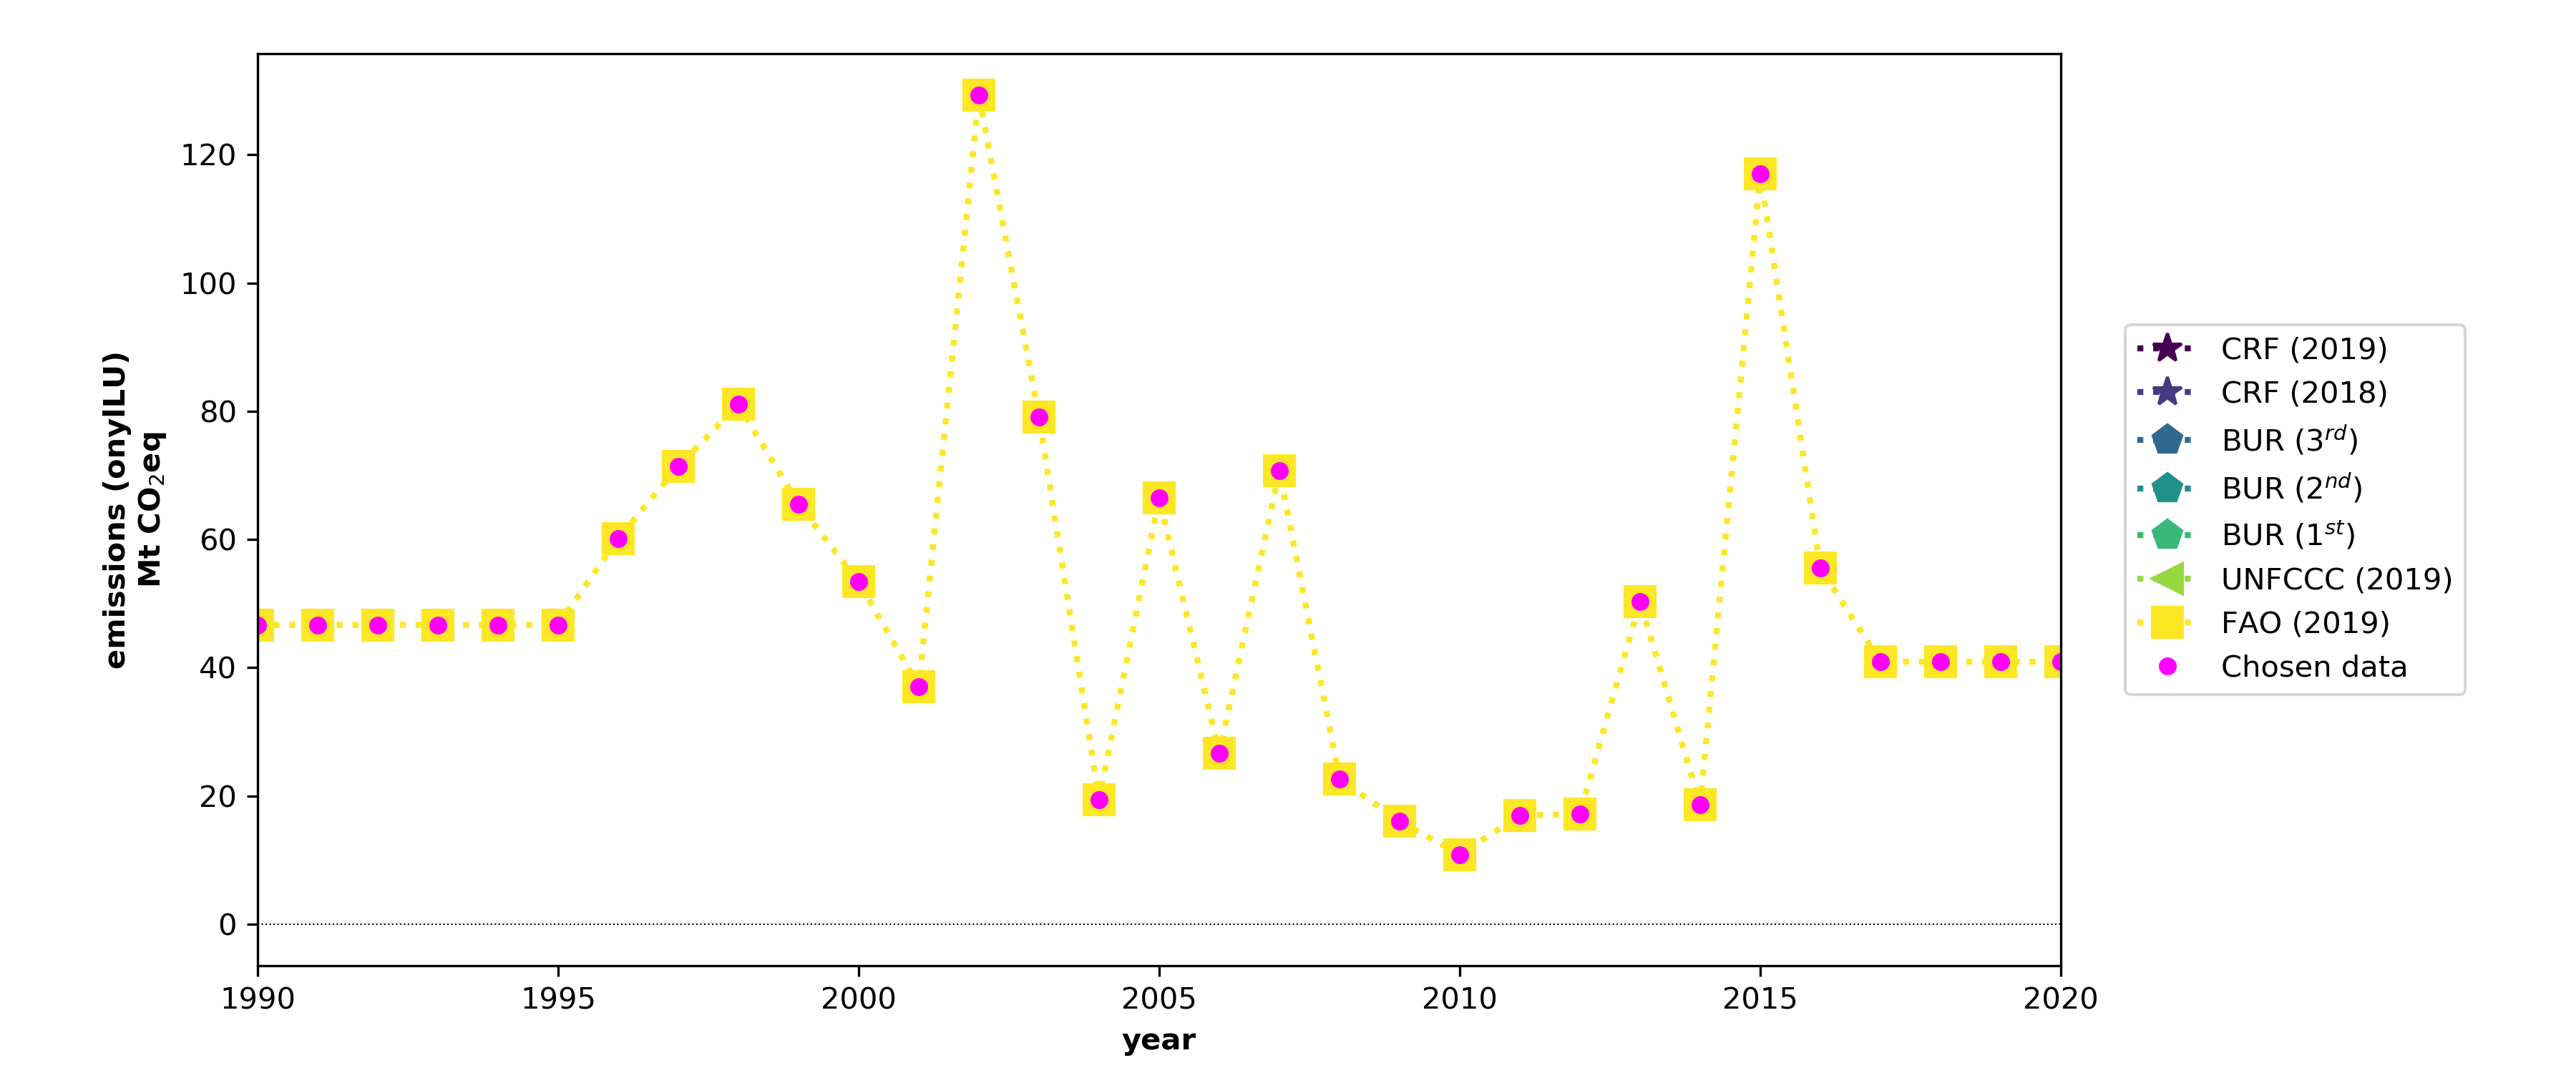 emissions (onylLU)
Mt CO₂eq
120
100
80
60
40
20
0
1990 1995 2000 2005 2010 2015 2020
year
CRF (2019)
CRF (2018)
BUR (3ʳᵈ)
BUR (2ⁿᵈ)
BUR (1ˢᵗ)
UNFCCC (2019)
FAO (2019)
Chosen data